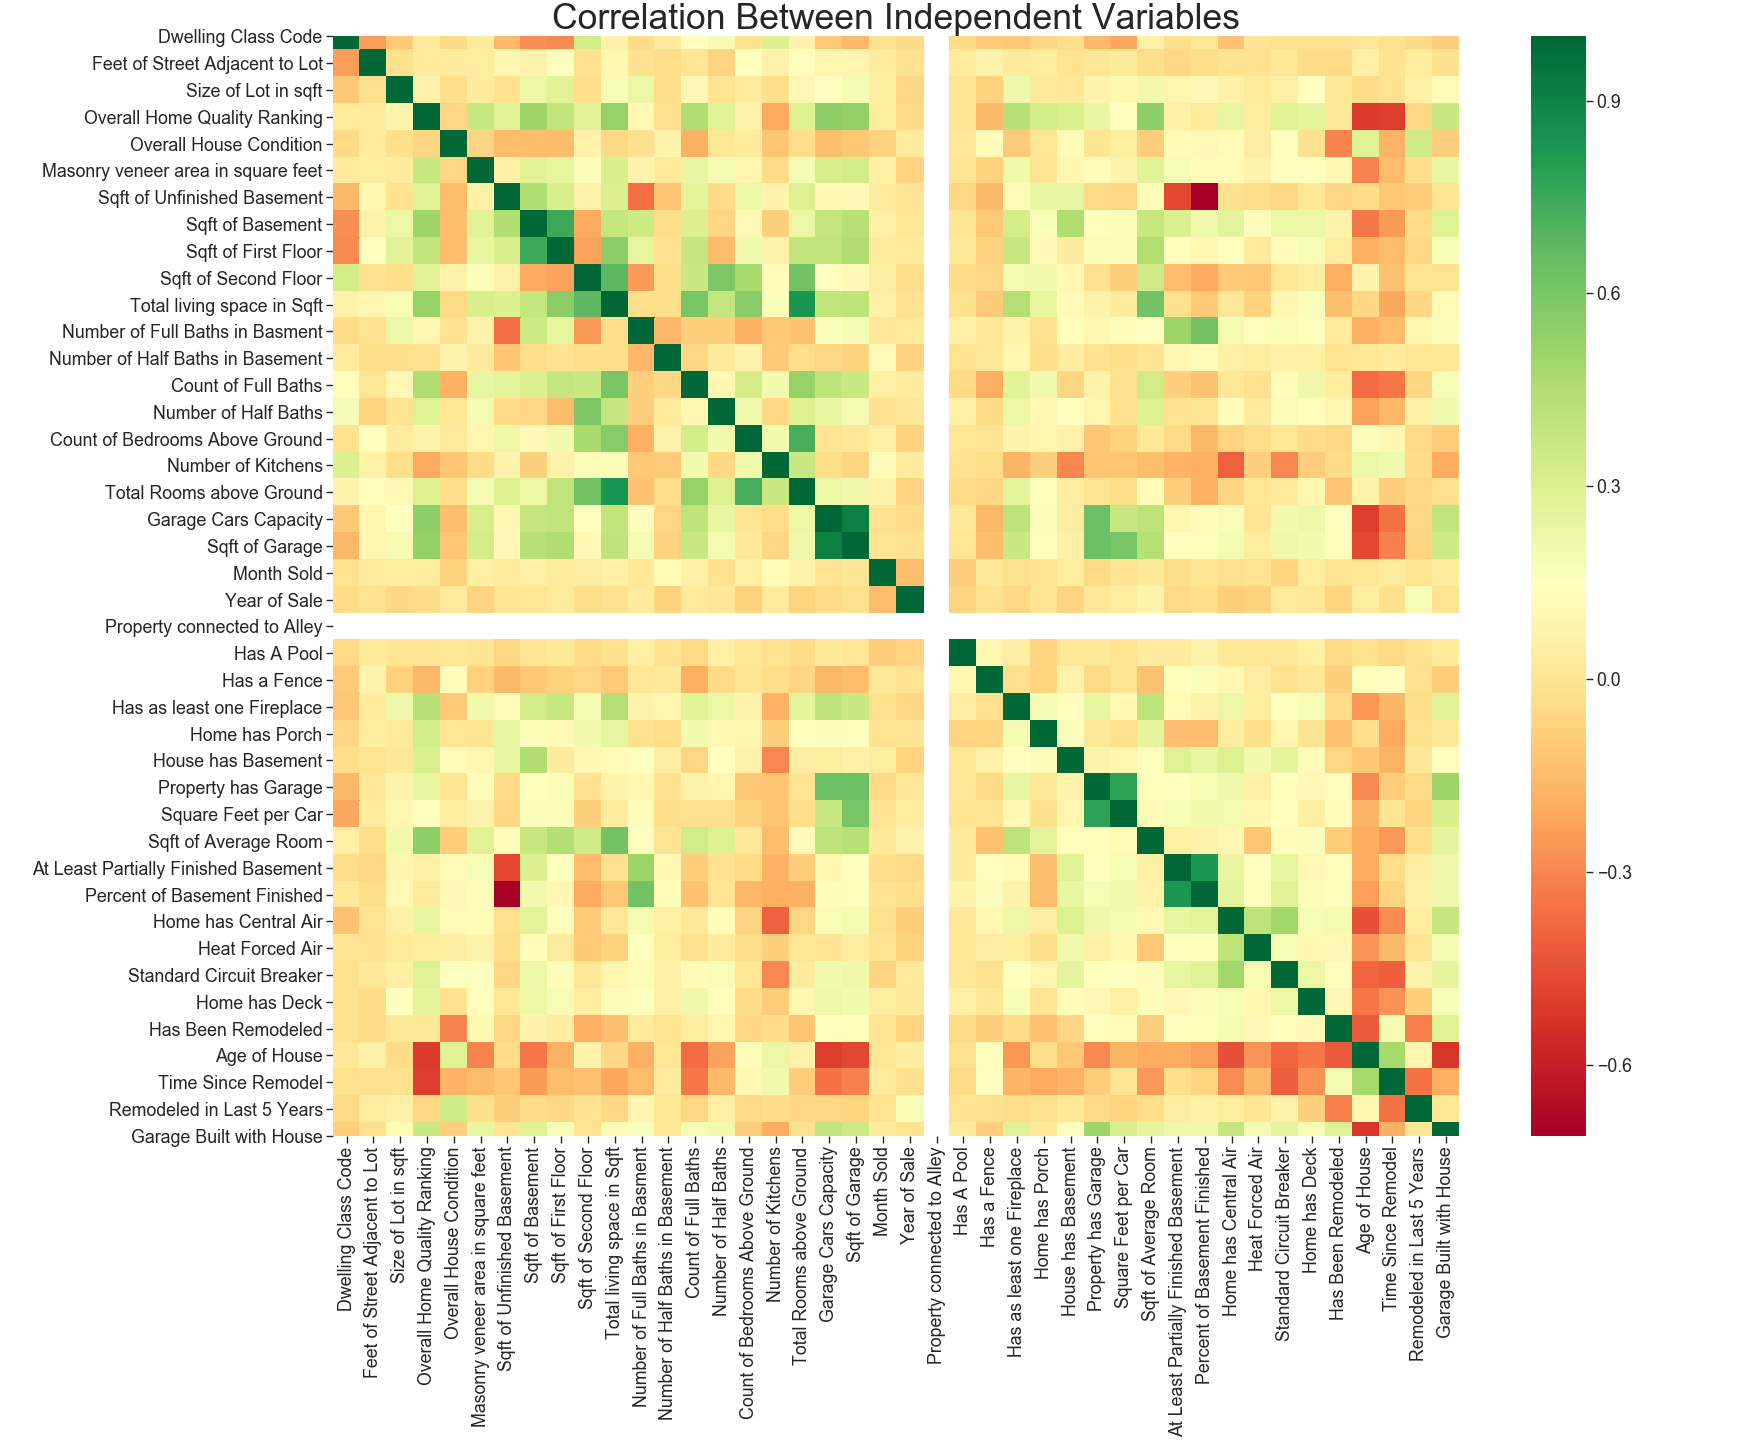 Correlation Between Independent Variables
Dwelling Class Code
Feet of Street Adjacent to Lot
Size of Lot in sqft
Overall Home Quality Ranking
Overall House Condition
Masonry veneer area in square feet
Sqft of Unfinished Basement
Sqft of Basement
Sqft of First Floor
Sqft of Second Floor
Total living space in Sqft
Number of Full Baths in Basment
Number of Half Baths in Basement
Count of Full Baths
Number of Half Baths
Count of Bedrooms Above Ground
Number of Kitchens
Total Rooms above Ground
Garage Cars Capacity
Sqft of Garage
Month Sold
Year of Sale
Property connected to Alley
Has A Pool
Has a Fence
Has as least one Fireplace
Home has Porch
House has Basement
Property has Garage
Square Feet per Car
Sqft of Average Room
At Least Partially Finished Basement
Percent of Basement Finished
Home has Central Air
Heat Forced Air
Standard Circuit Breaker
Home has Deck
Has Been Remodeled
Age of House
Time Since Remodel
Remodeled in Last 5 Years
Garage Built with House
Dwelling Class Code
Feet of Street Adjacent to Lot
Size of Lot in sqft
Overall Home Quality Ranking
Overall House Condition
Masonry veneer area in square feet
Sqft of Unfinished Basement
Sqft of Basement
Sqft of First Floor
Sqft of Second Floor
Total living space in Sqft
Number of Full Baths in Basment
Number of Half Baths in Basement
Count of Full Baths
Number of Half Baths
Count of Bedrooms Above Ground
Number of Kitchens
Total Rooms above Ground
Garage Cars Capacity
Sqft of Garage
Month Sold
Year of Sale
Property connected to Alley
Has A Pool
Has a Fence
Has as least one Fireplace
Home has Porch
House has Basement
Property has Garage
Square Feet per Car
Sqft of Average Room
At Least Partially Finished Basement
Percent of Basement Finished
Home has Central Air
Heat Forced Air
Standard Circuit Breaker
Home has Deck
Has Been Remodeled
Age of House
Time Since Remodel
Remodeled in Last 5 Years
Garage Built with House
0.9
0.6
0.3
0.0
−0.3
−0.6